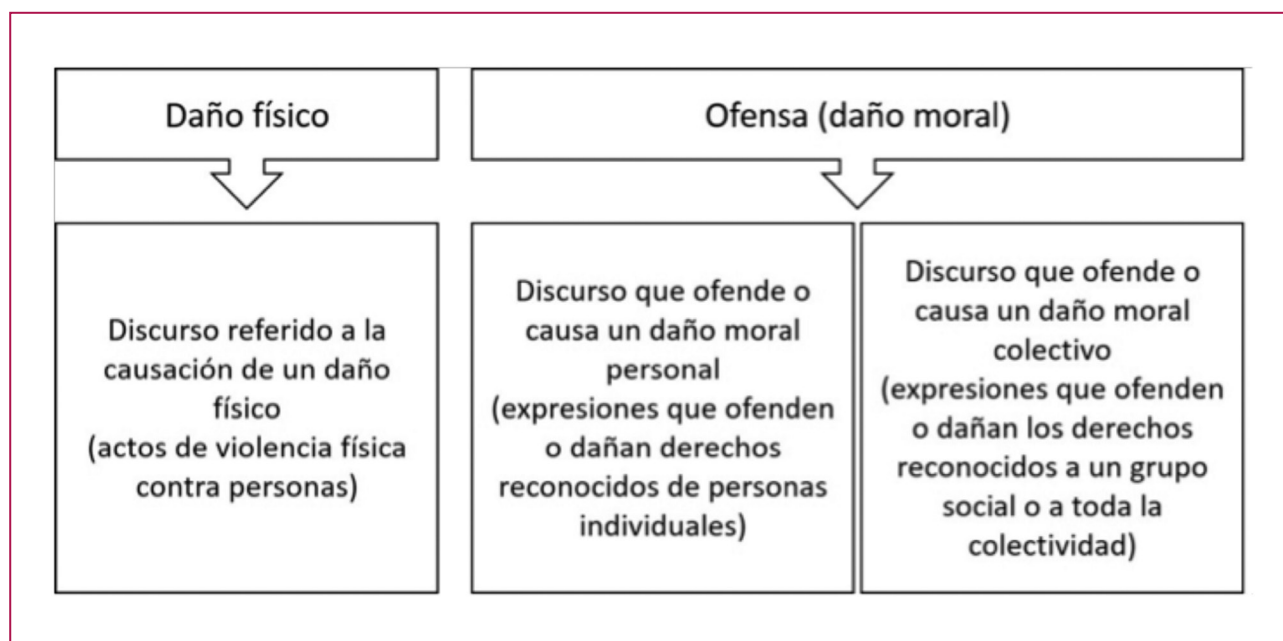 Daño físico
Ofensa (daño moral)
Discurso referido a la
causación de un daño
físico
(actos de violencia física
contra personas)
Discurso que ofende o
causa un daño moral
personal
(expresiones que ofenden
o dañan derechos
reconocidos de personas
individuales)
Discurso que ofende o
causa un daño moral
colectivo
(expresiones que ofenden
o dañan los derechos
reconocidos a un grupo
social o a toda la
colectividad)